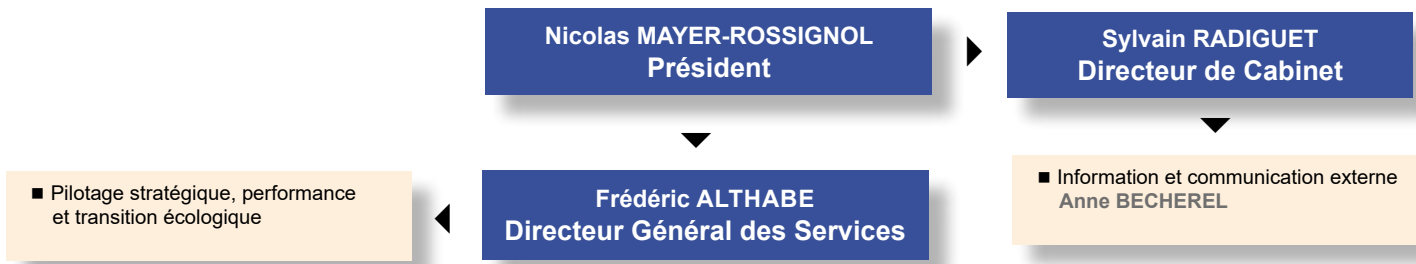 Nicolas MAYER-ROSSIGNOL
Président
Sylvain RADIGUET
Directeur de Cabinet
■ Pilotage stratégique, performance
et transition écologique
Frédéric ALTHABE
Directeur Général des Services
■ Information et communication externe
Anne BECHEREL